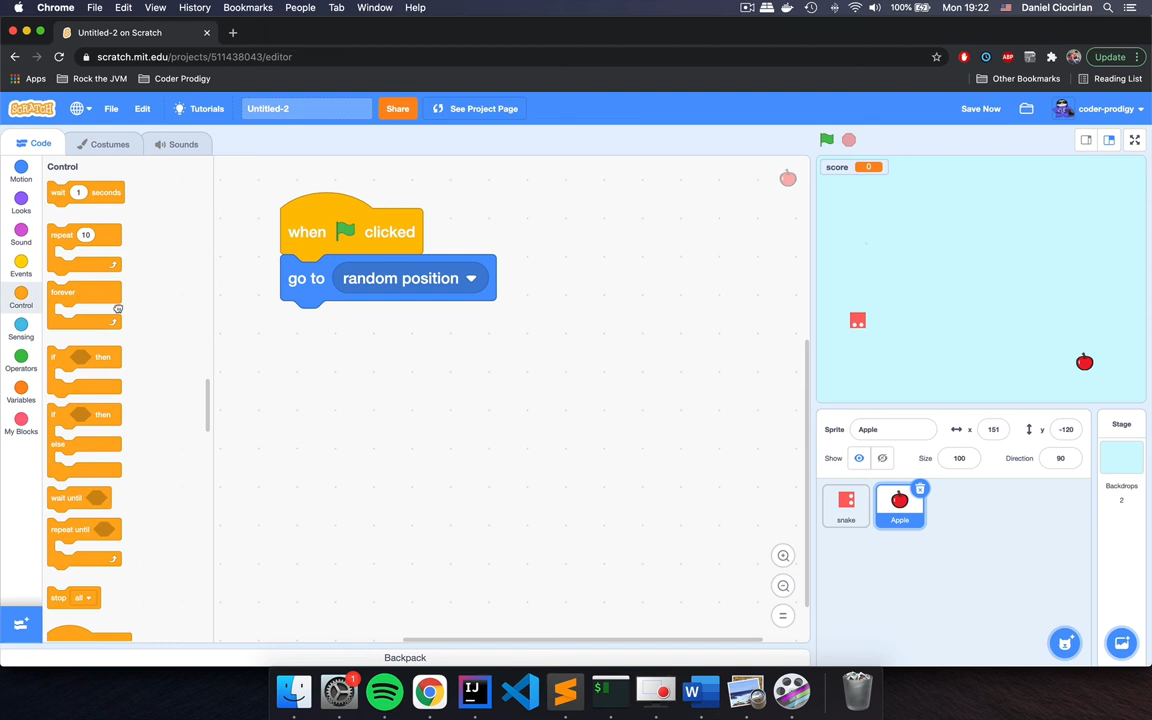 Chrome File Edit View History Bookmarks People Tab Window Help 100% Mon 19:22 Daniel Ciocirlan
Untitled-2 on Scratch
scratch.mit.edu/projects/511438043/editor ABP Update
Apps Rock the JVM Coder Prodigy Other Bookmarks Reading List
SCRATCH File Edit Tutorials Untitled-2 Share See Project Page Save Now coder-prodigy
Code Costumes Sounds
Motion
Looks
Sound
Events
Control
Sensing
Operators
Variables
My Blocks
Control
wait 1 seconds
repeat 10
forever
if then
if then
else
wait until
repeat until
stop all
when clicked
go to random position
score 0
Sprite Apple x 151 y -120
Show Size 100 Direction 90
snake
Apple
Stage
Backdrops
2
Backpack
1
IJ
$
W